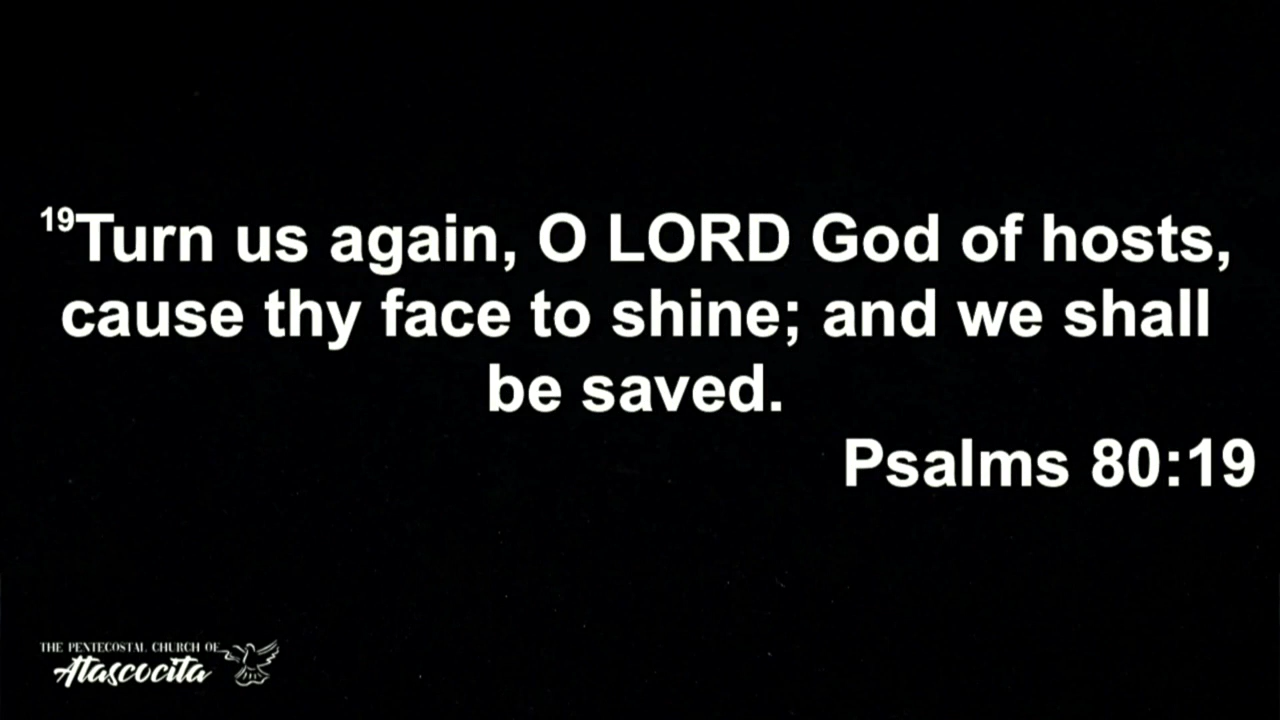 19Turn us again, O LORD God of hosts,
cause thy face to shine; and we shall
be saved.
Psalms 80:19
THE PENTECOSTAL CHURCH OF
Atascocita